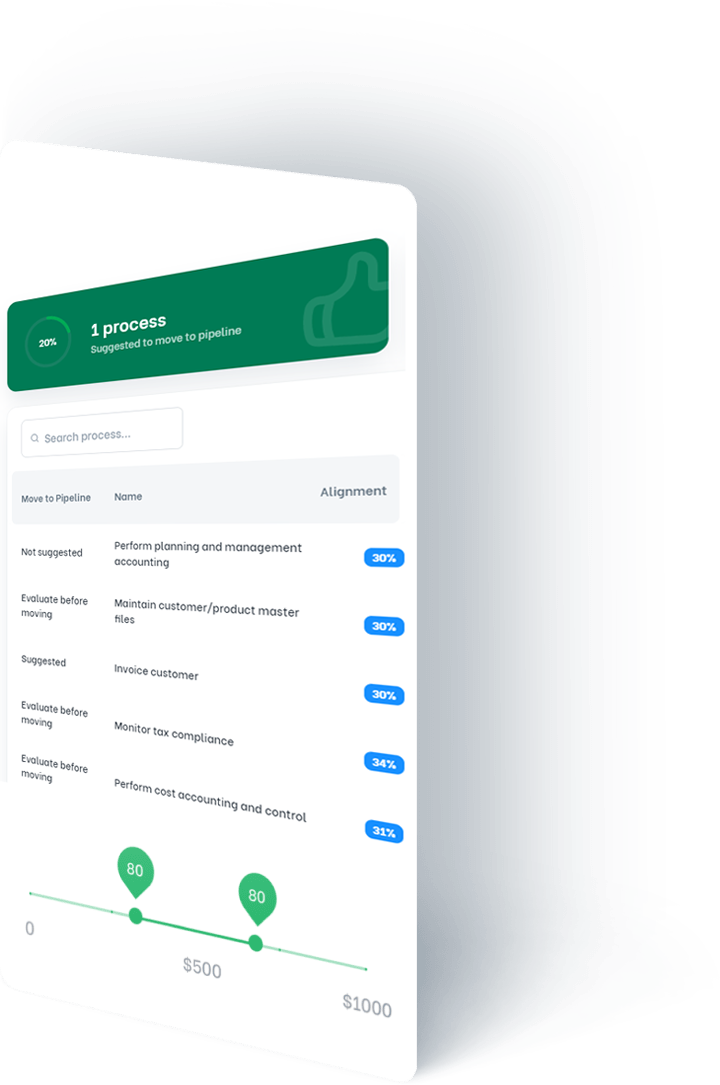 20%
1 process
Suggested to move to pipeline
Search process...
Move to Pipeline Name Alignment
Not suggested
Perform planning and management
accounting
30%
Evaluate before
moving
Maintain customer/product master
files
30%
Suggested
Invoice customer
30%
Evaluate before
moving
Monitor tax compliance
34%
Evaluate before
moving
Perform cost accounting and control
31%
80
80
0
$500
$1000